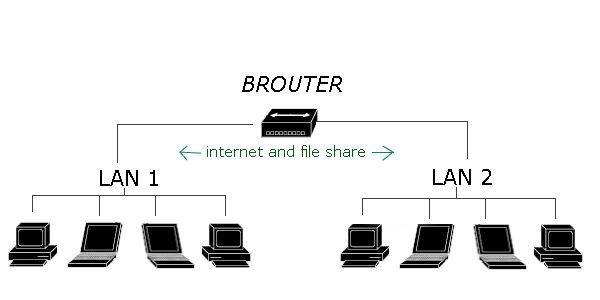 BROUTER
internet and file share
LAN 1
LAN 2